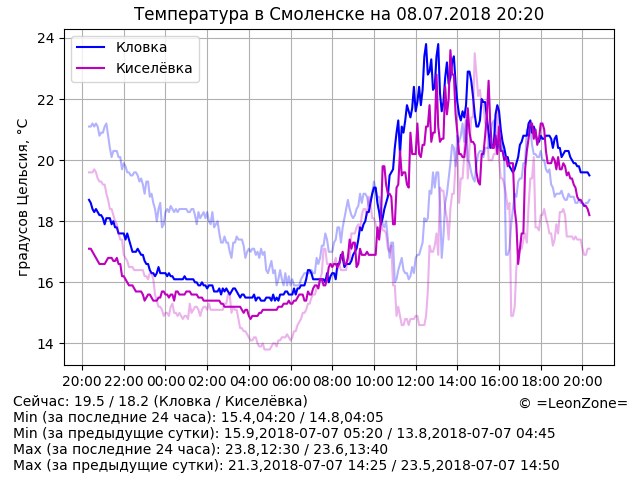 Температура в Смоленске на 08.07.2018 20:20
24
22
20
18
16
14
градусов Цельсия, °C
Кловка
Киселёвка
20:00 22:00 00:00 02:00 04:00 06:00 08:00 10:00 12:00 14:00 16:00 18:00 20:00
Сейчас: 19.5 / 18.2 (Кловка / Киселёвка)
© =LeonZone=
Min (за последние 24 часа): 15.4,04:20 / 14.8,04:05
Min (за предыдущие сутки): 15.9,2018-07-07 05:20 / 13.8,2018-07-07 04:45
Max (за последние 24 часа): 23.8,12:30 / 23.6,13:40
Max (за предыдущие сутки): 21.3,2018-07-07 14:25 / 23.5,2018-07-07 14:50